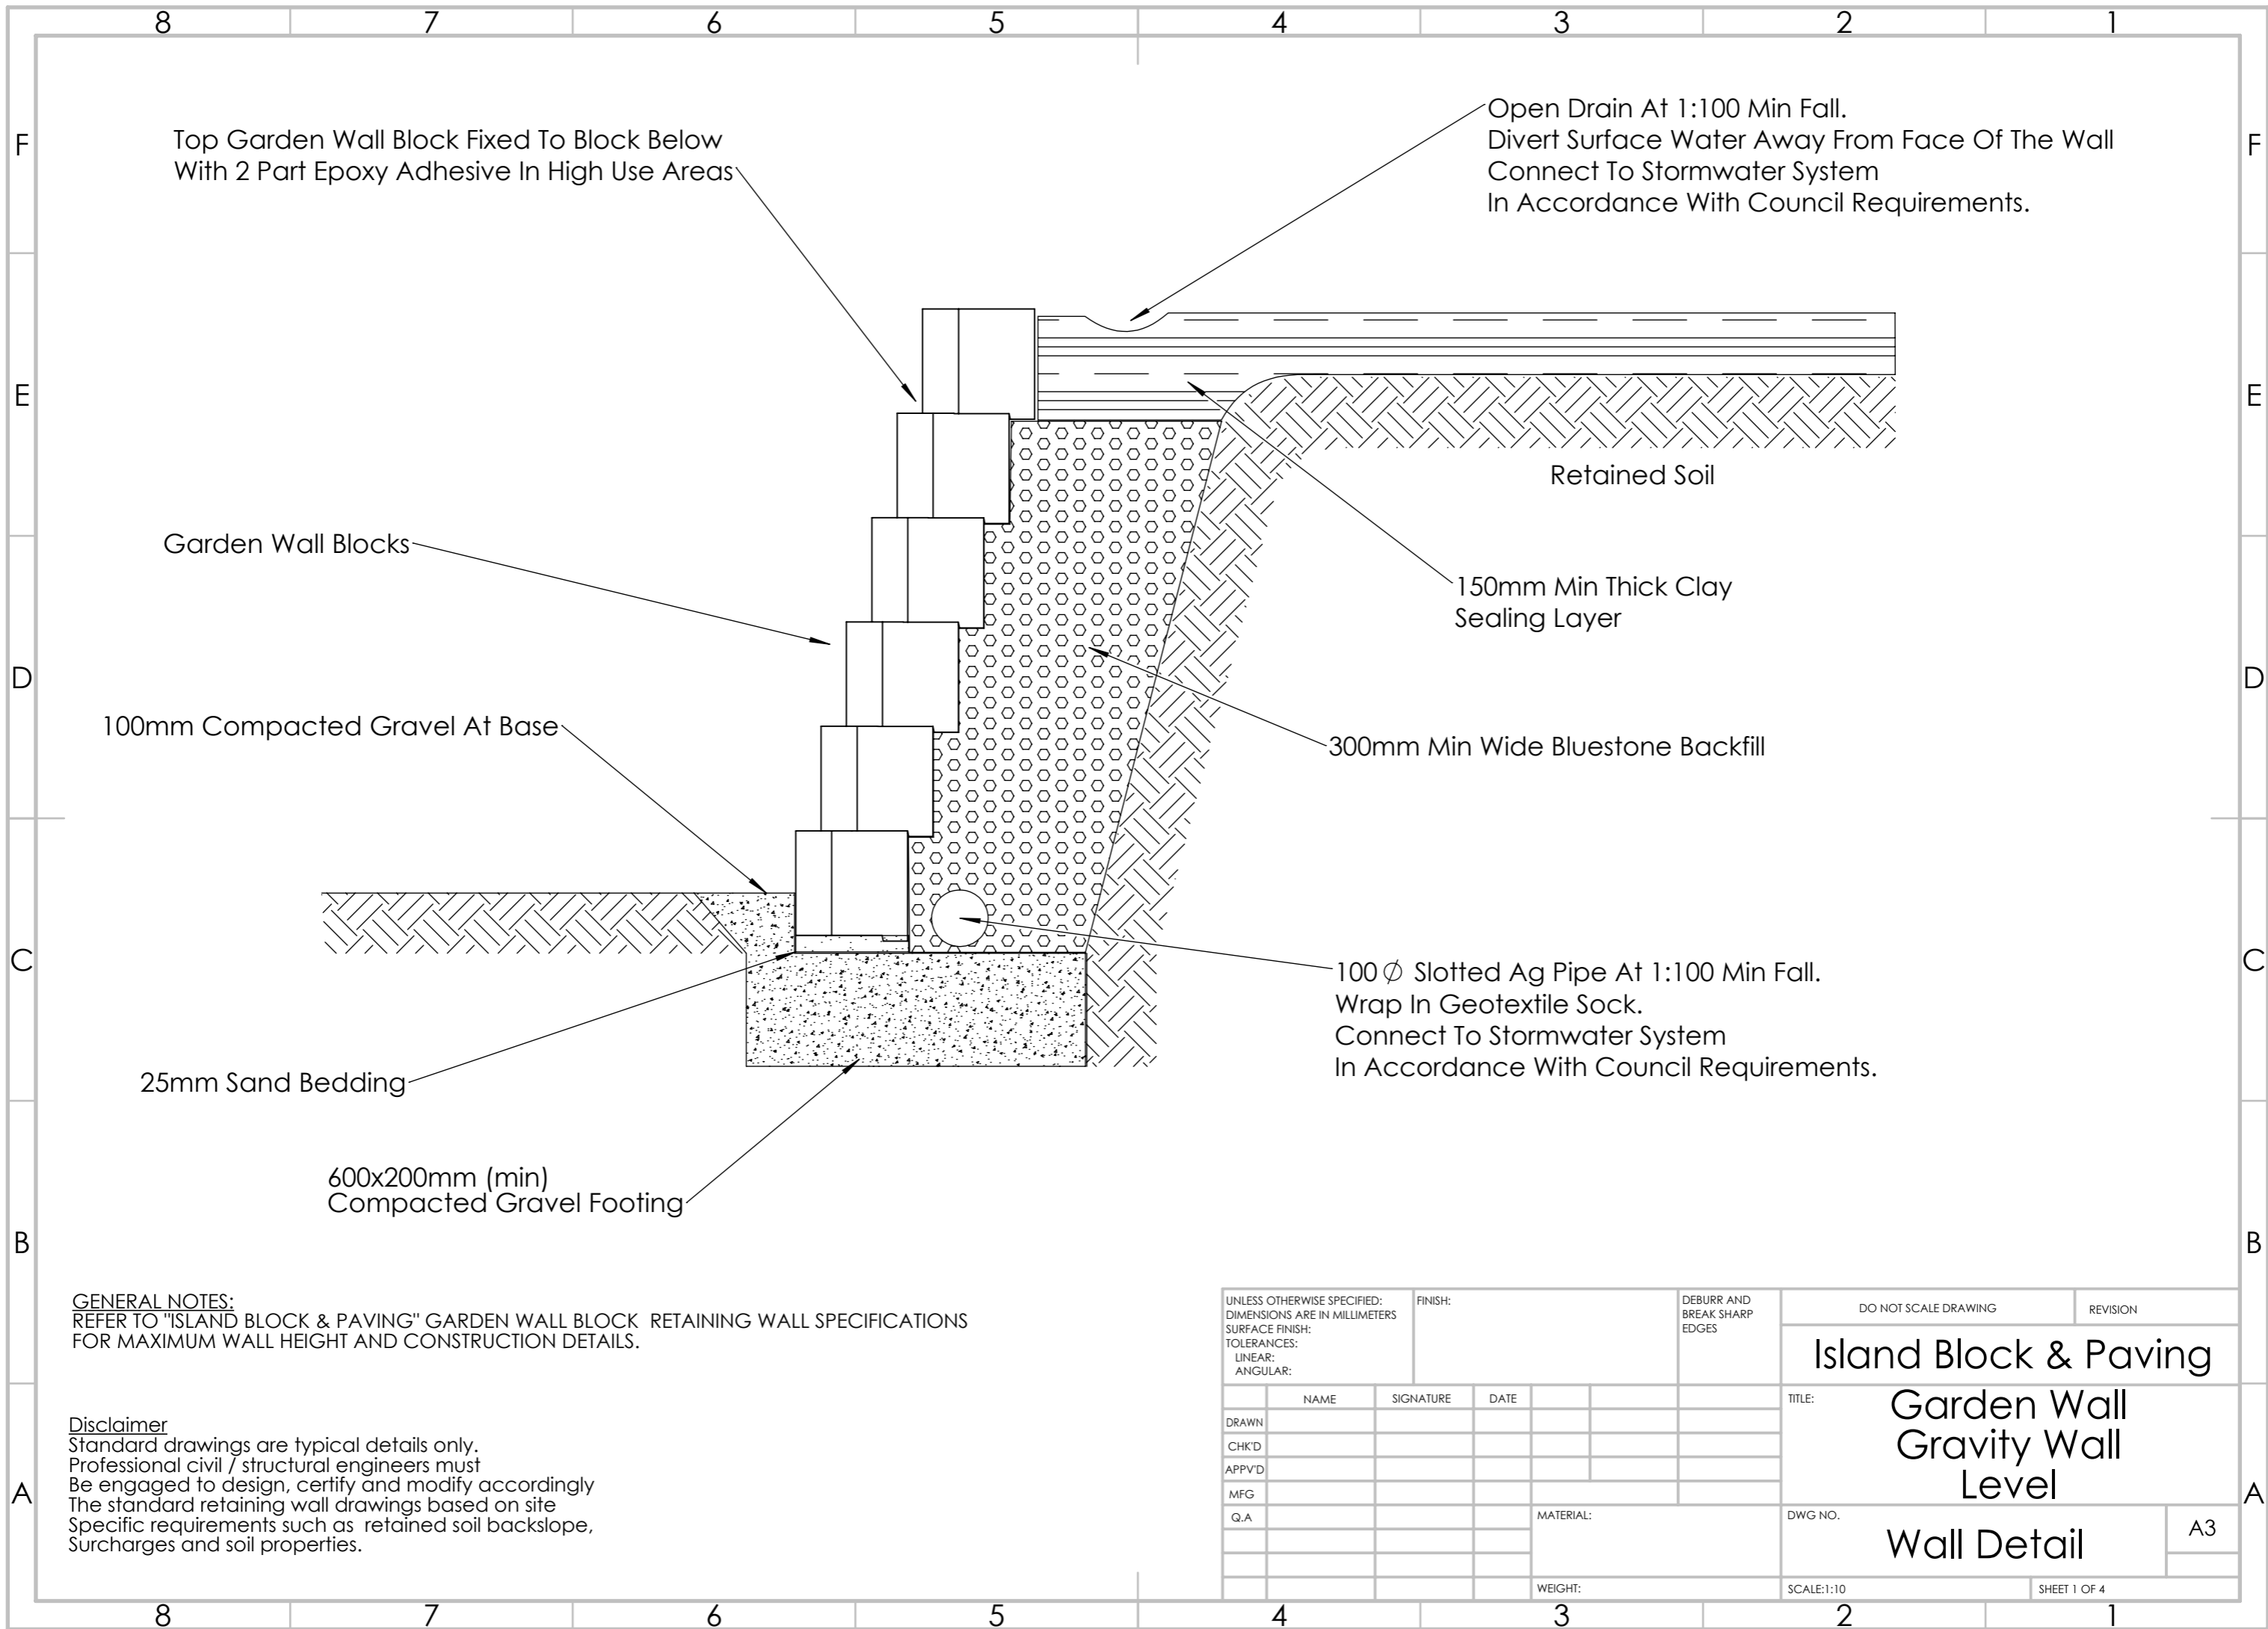 8 7 6 5 4 3 2 1
F F
E E
D D
C C
B B
A A
Top Garden Wall Block Fixed To Block Below
With 2 Part Epoxy Adhesive In High Use Areas
Open Drain At 1:100 Min Fall.
Divert Surface Water Away From Face Of The Wall
Connect To Stormwater System
In Accordance With Council Requirements.
Retained Soil
Garden Wall Blocks
150mm Min Thick Clay
Sealing Layer
100mm Compacted Gravel At Base
300mm Min Wide Bluestone Backfill
100∅ Slotted Ag Pipe At 1:100 Min Fall.
Wrap In Geotextile Sock.
Connect To Stormwater System
In Accordance With Council Requirements.
25mm Sand Bedding
600x200mm (min)
Compacted Gravel Footing
GENERAL NOTES:
REFER TO "ISLAND BLOCK & PAVING" GARDEN WALL BLOCK RETAINING WALL SPECIFICATIONS
FOR MAXIMUM WALL HEIGHT AND CONSTRUCTION DETAILS.
Disclaimer
Standard drawings are typical details only.
Professional civil / structural engineers must
Be engaged to design, certify and modify accordingly
The standard retaining wall drawings based on site
Specific requirements such as retained soil backslope,
Surcharges and soil properties.
UNLESS OTHERWISE SPECIFIED:
DIMENSIONS ARE IN MILLIMETERS
SURFACE FINISH:
TOLERANCES:
LINEAR:
ANGULAR:
FINISH:
DEBURR AND
BREAK SHARP
EDGES
DO NOT SCALE DRAWING
REVISION
Island Block & Paving
NAME SIGNATURE DATE
DRAWN
CHK'D
APPV'D
MFG
Q.A
TITLE:
Garden Wall
Gravity Wall
Level
MATERIAL:
DWG NO.
Wall Detail
A3
WEIGHT:
SCALE:1:10
SHEET 1 OF 4
8 7 6 5 4 3 2 1